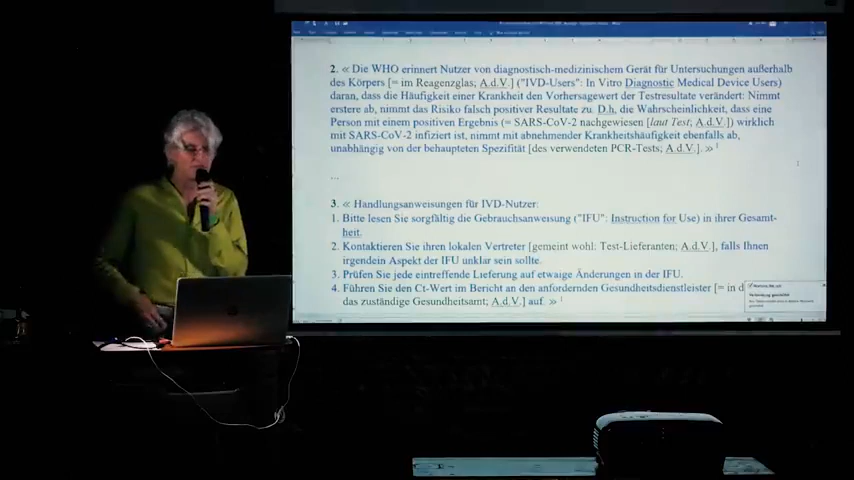 2. « Die WHO erinnert Nutzer von diagnostisch-medizinischem Gerät für Untersuchungen außerhalb
des Körpers [= im Reagenzglas; A.d.V.] ("IVD-Users": In Vitro Diagnostic Medical Device Users)
daran, dass die Häufigkeit einer Krankheit den Vorhersagewert der Testresultate verändert: Nimmt
erstere ab, nimmt das Risiko falsch positiver Resultate zu. D.h. die Wahrscheinlichkeit, dass eine
Person mit einem positiven Ergebnis (= SARS-CoV-2 nachgewiesen [laut Test; A.d.V.]) wirklich
mit SARS-CoV-2 infiziert ist, nimmt mit abnehmender Krankheitshäufigkeit ebenfalls ab,
unabhängig von der behaupteten Spezifität [des verwendeten PCR-Tests; A.d.V.]. » 1
...
3. « Handlungsanweisungen für IVD-Nutzer:
1. Bitte lesen Sie sorgfältig die Gebrauchsanweisung ("IFU": Instruction for Use) in ihrer Gesamt-
heit.
2. Kontaktieren Sie ihren lokalen Vertreter [gemeint wohl: Test-Lieferanten; A.d.V.], falls Ihnen
irgendein Aspekt der IFU unklar sein sollte.
3. Prüfen Sie jede eintreffende Lieferung auf etwaige Änderungen in der IFU.
4. Führen Sie den Ct-Wert im Bericht an den anfordernden Gesundheitsdienstleister [= in d
das zuständige Gesundheitsamt; A.d.V.] auf. » 1